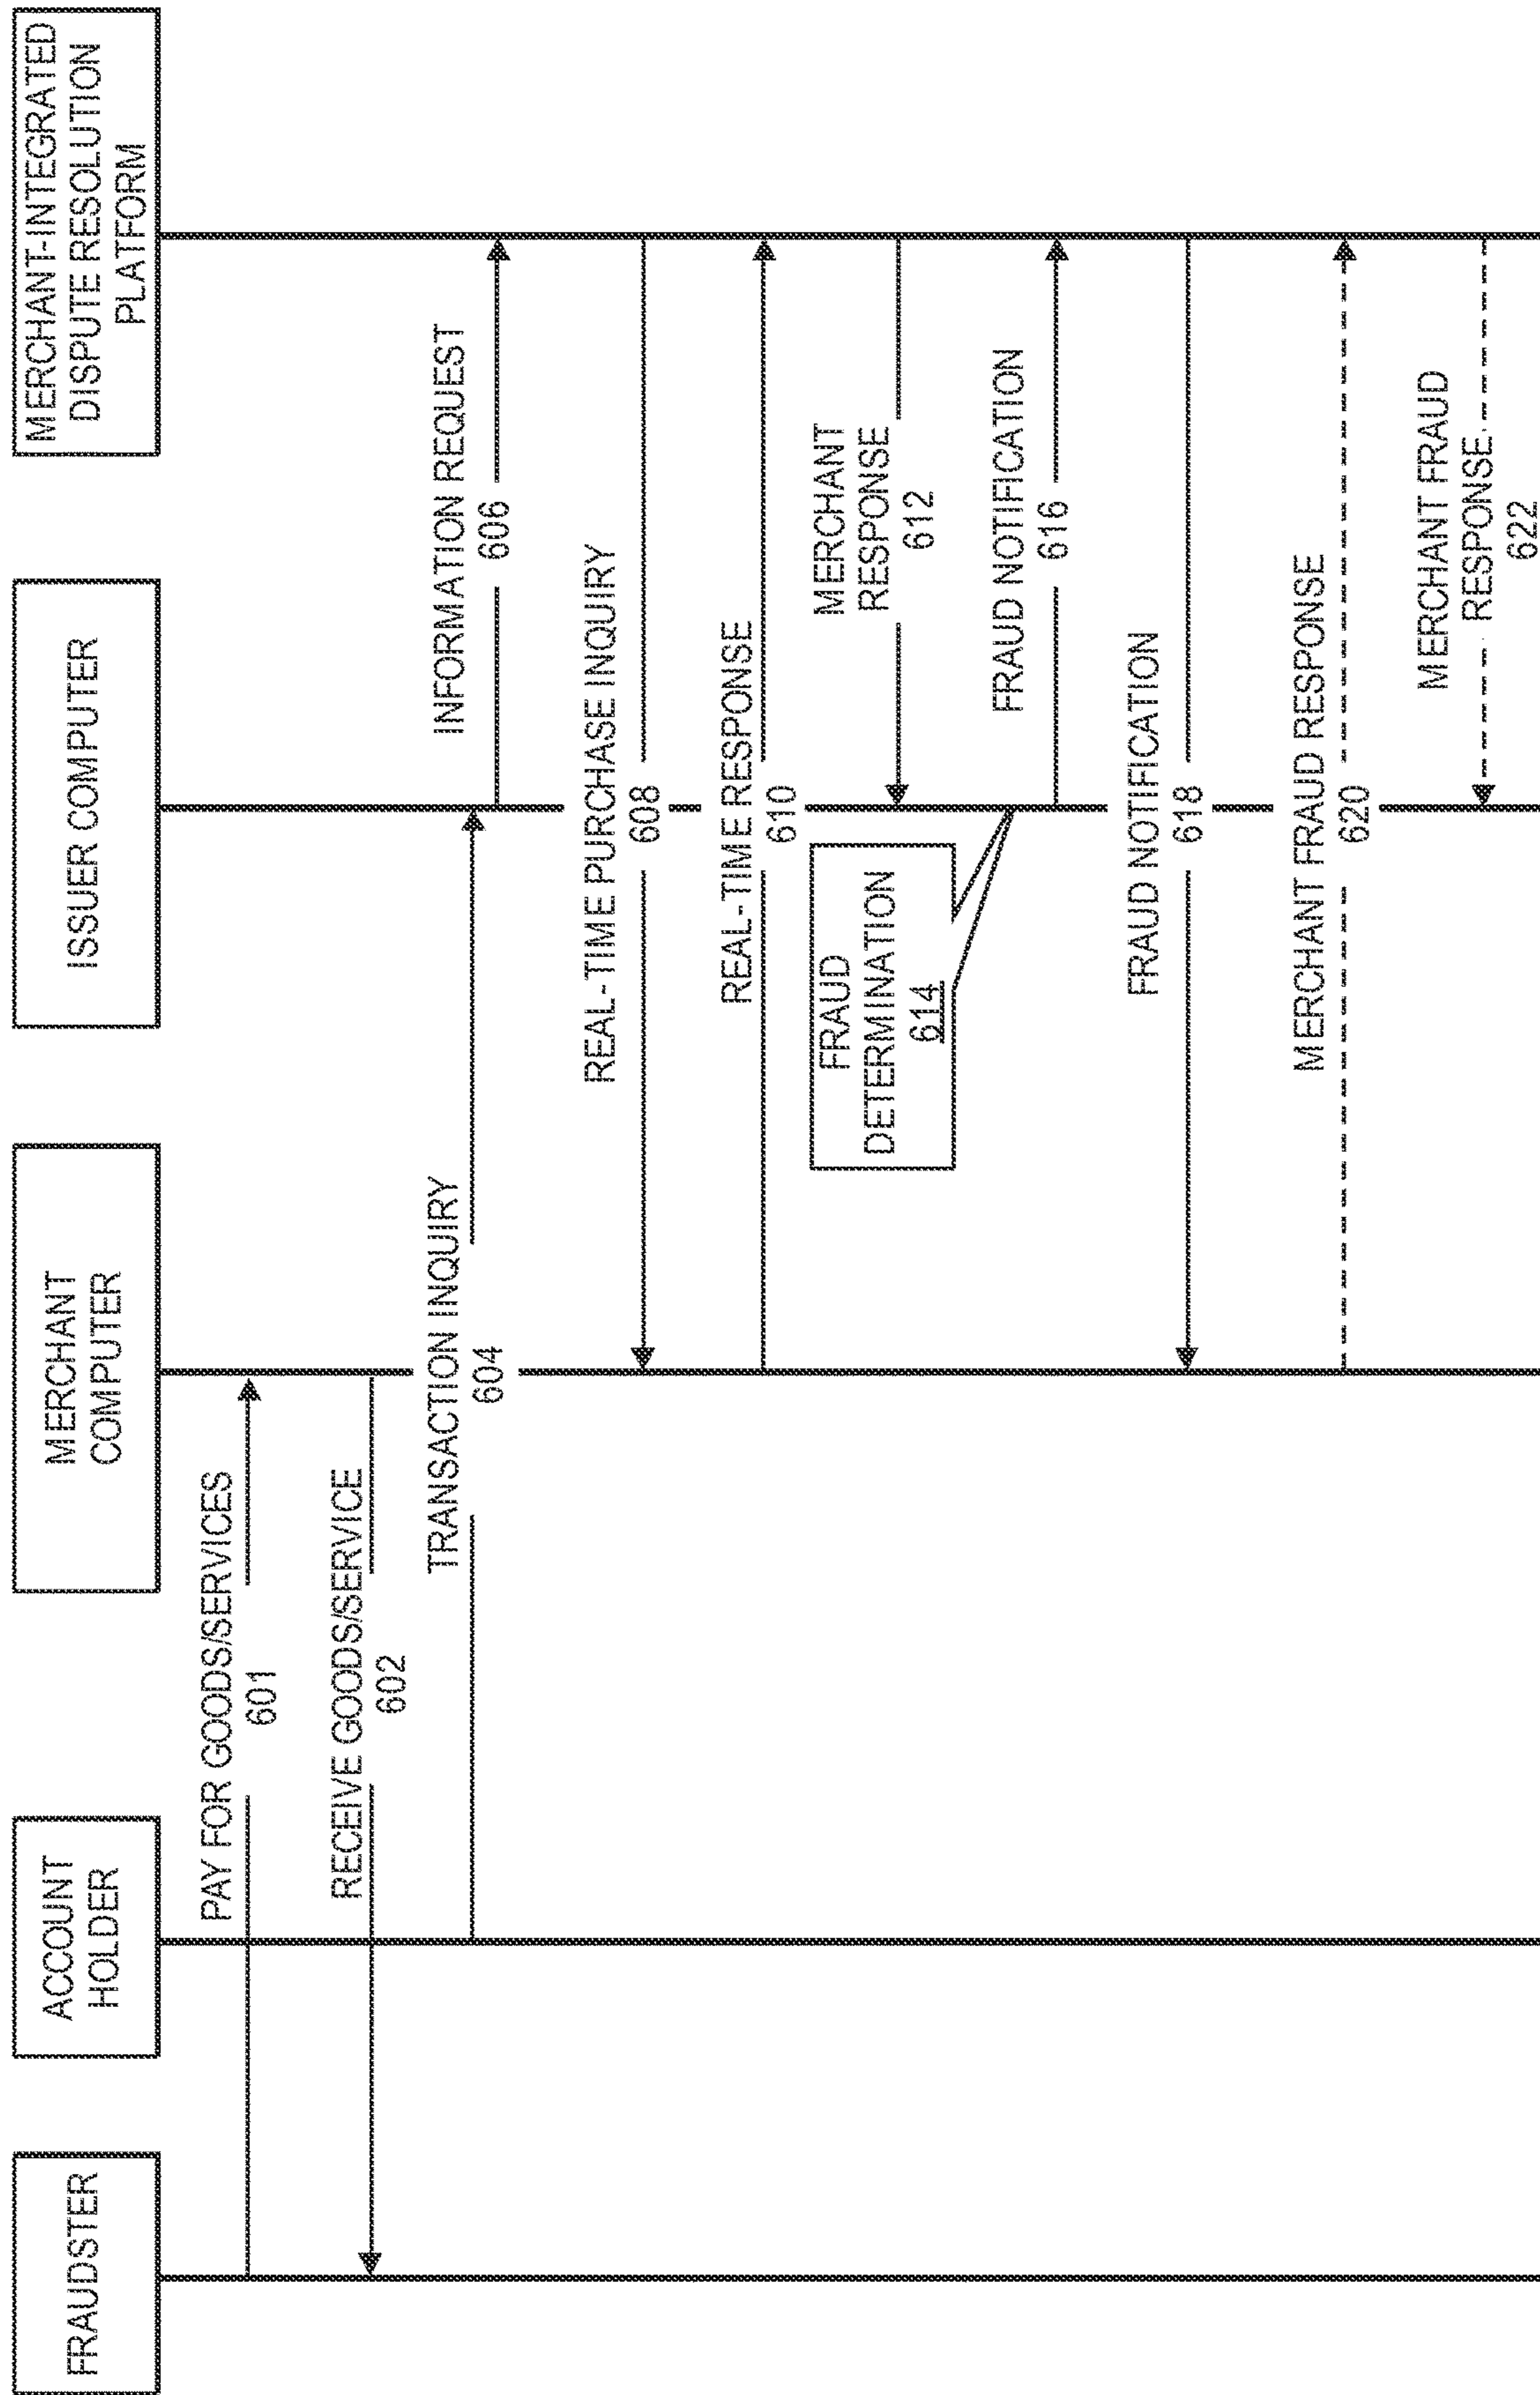 FRAUDSTER
ACCOUNT
HOLDER
MERCHANT
COMPUTER
ISSUER COMPUTER
MERCHANT-INTEGRATED
DISPUTE RESOLUTION
PLATFORM
PAY FOR GOODS/SERVICES
601
RECEIVE GOODS/SERVICE
602
TRANSACTION INQUIRY
604
INFORMATION REQUEST
606
REAL-TIME PURCHASE INQUIRY
608
REAL-TIME RESPONSE
610
MERCHANT
RESPONSE
612
FRAUD
DETERMINATION
614
FRAUD NOTIFICATION
616
FRAUD NOTIFICATION
618
MERCHANT FRAUD RESPONSE
620
MERCHANT FRAUD
RESPONSE
622